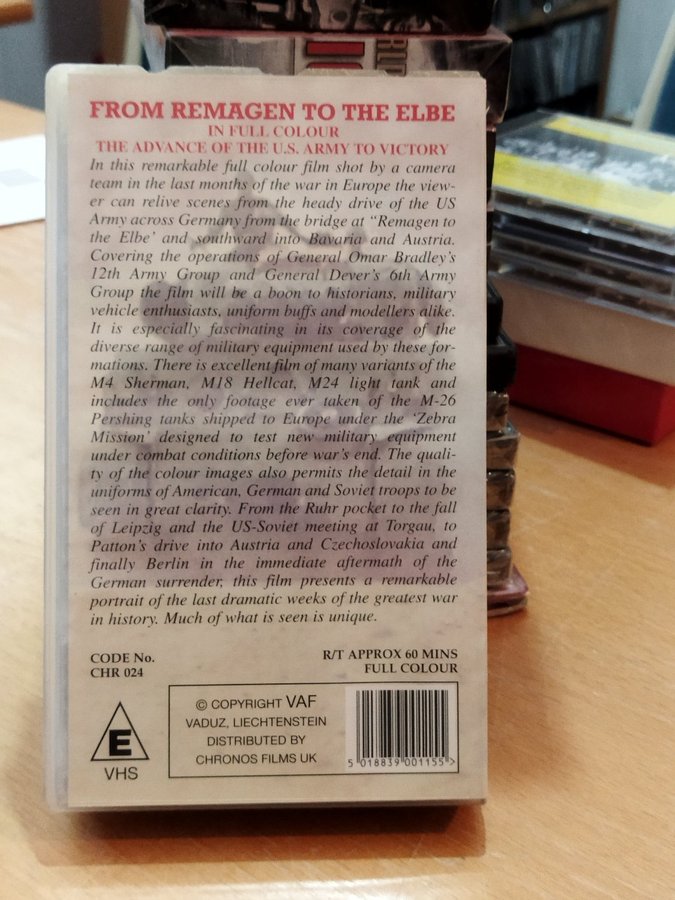 FROM REMAGEN TO THE ELBE
IN FULL COLOUR
THE ADVANCE OF THE U.S. ARMY TO VICTORY
In this remarkable full colour film shot by a camera
team in the last months of the war in Europe the view-
er can relive scenes from the heady drive of the US
Army across Germany from the bridge at "Remagen to
the Elbe' and southward into Bavaria and Austria.
Covering the operations of General Omar Bradley's
12th Army Group and General Dever's 6th Army
Group the film will be a boon to historians, military
vehicle enthusiasts, uniform buffs and modellers alike.
It is especially fascinating in its coverage of the
diverse range of military equipment used by these for-
mations. There is excellent film of many variants of the
M4 Sherman, M18 Hellcat, M24 light tank and
includes the only footage ever taken of the M-26
Pershing tanks shipped to Europe under the 'Zebra
Mission' designed to test new military equipment
under combat conditions before war's end. The quali-
ty of the colour images also permits the detail in the
uniforms of American, German and Soviet troops to be
seen in great clarity. From the Ruhr pocket to the fall
of Leipzig and the US-Soviet meeting at Torgau, to
Patton's drive into Austria and Czechoslovakia and
finally Berlin in the immediate aftermath of the
German surrender, this film presents a remarkable
portrait of the last dramatic weeks of the greatest war
in history. Much of what is seen is unique.
CODE No.
CHR 024
R/T APPROX 60 MINS
FULL COLOUR
E
VHS
© COPYRIGHT VAF
VADUZ, LIECHTENSTEIN
DISTRIBUTED BY
CHRONOS FILMS UK
5 018839 001155 >